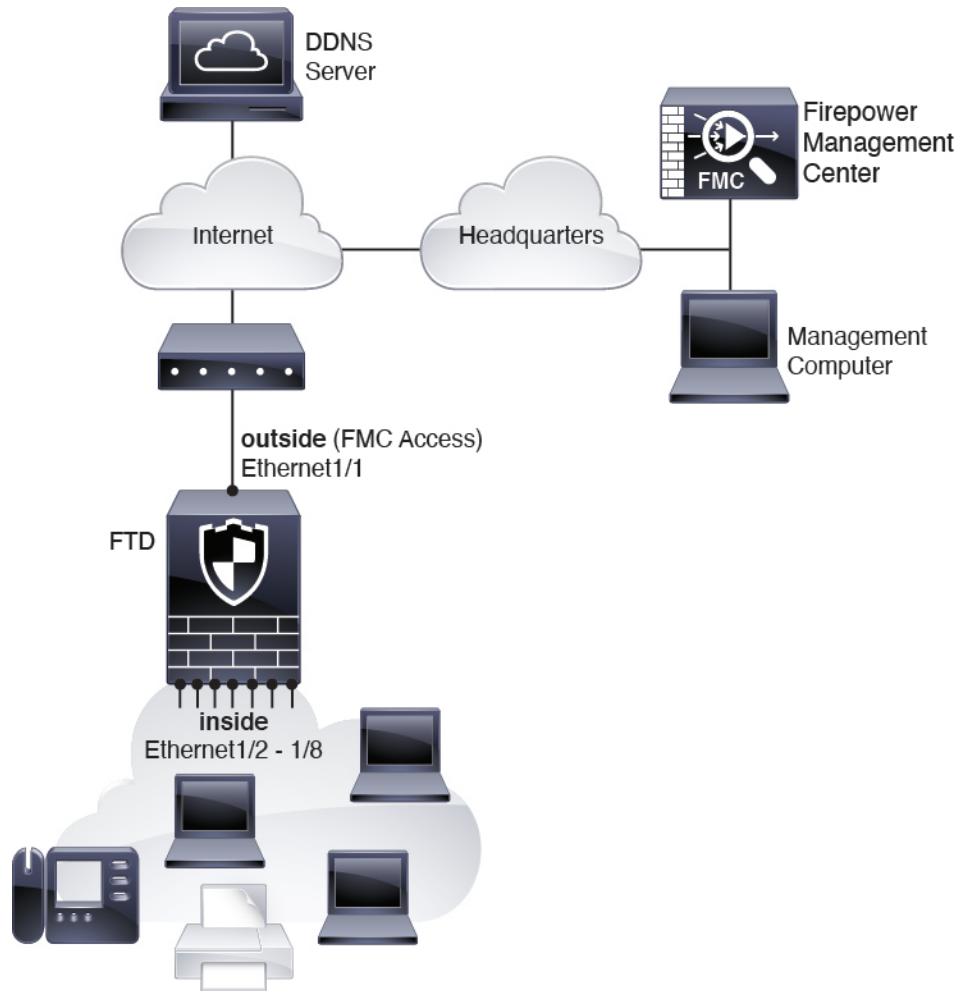 DDNS
Server
Firepower
Management
Center
FMC
Internet
Headquarters
Management
Computer
outside (FMC Access)
Ethernet1/1
FTD
inside
Ethernet1/2 - 1/8